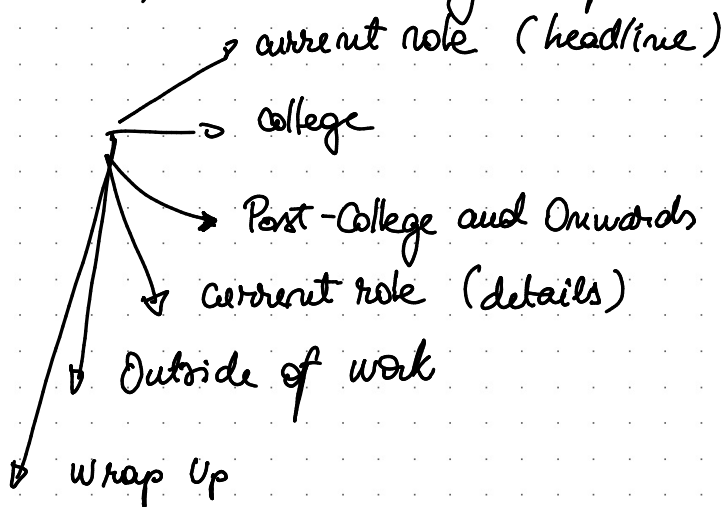 current role (headline)
College
Post-College and Onwards
current role (details)
Outside of work
Wrap Up